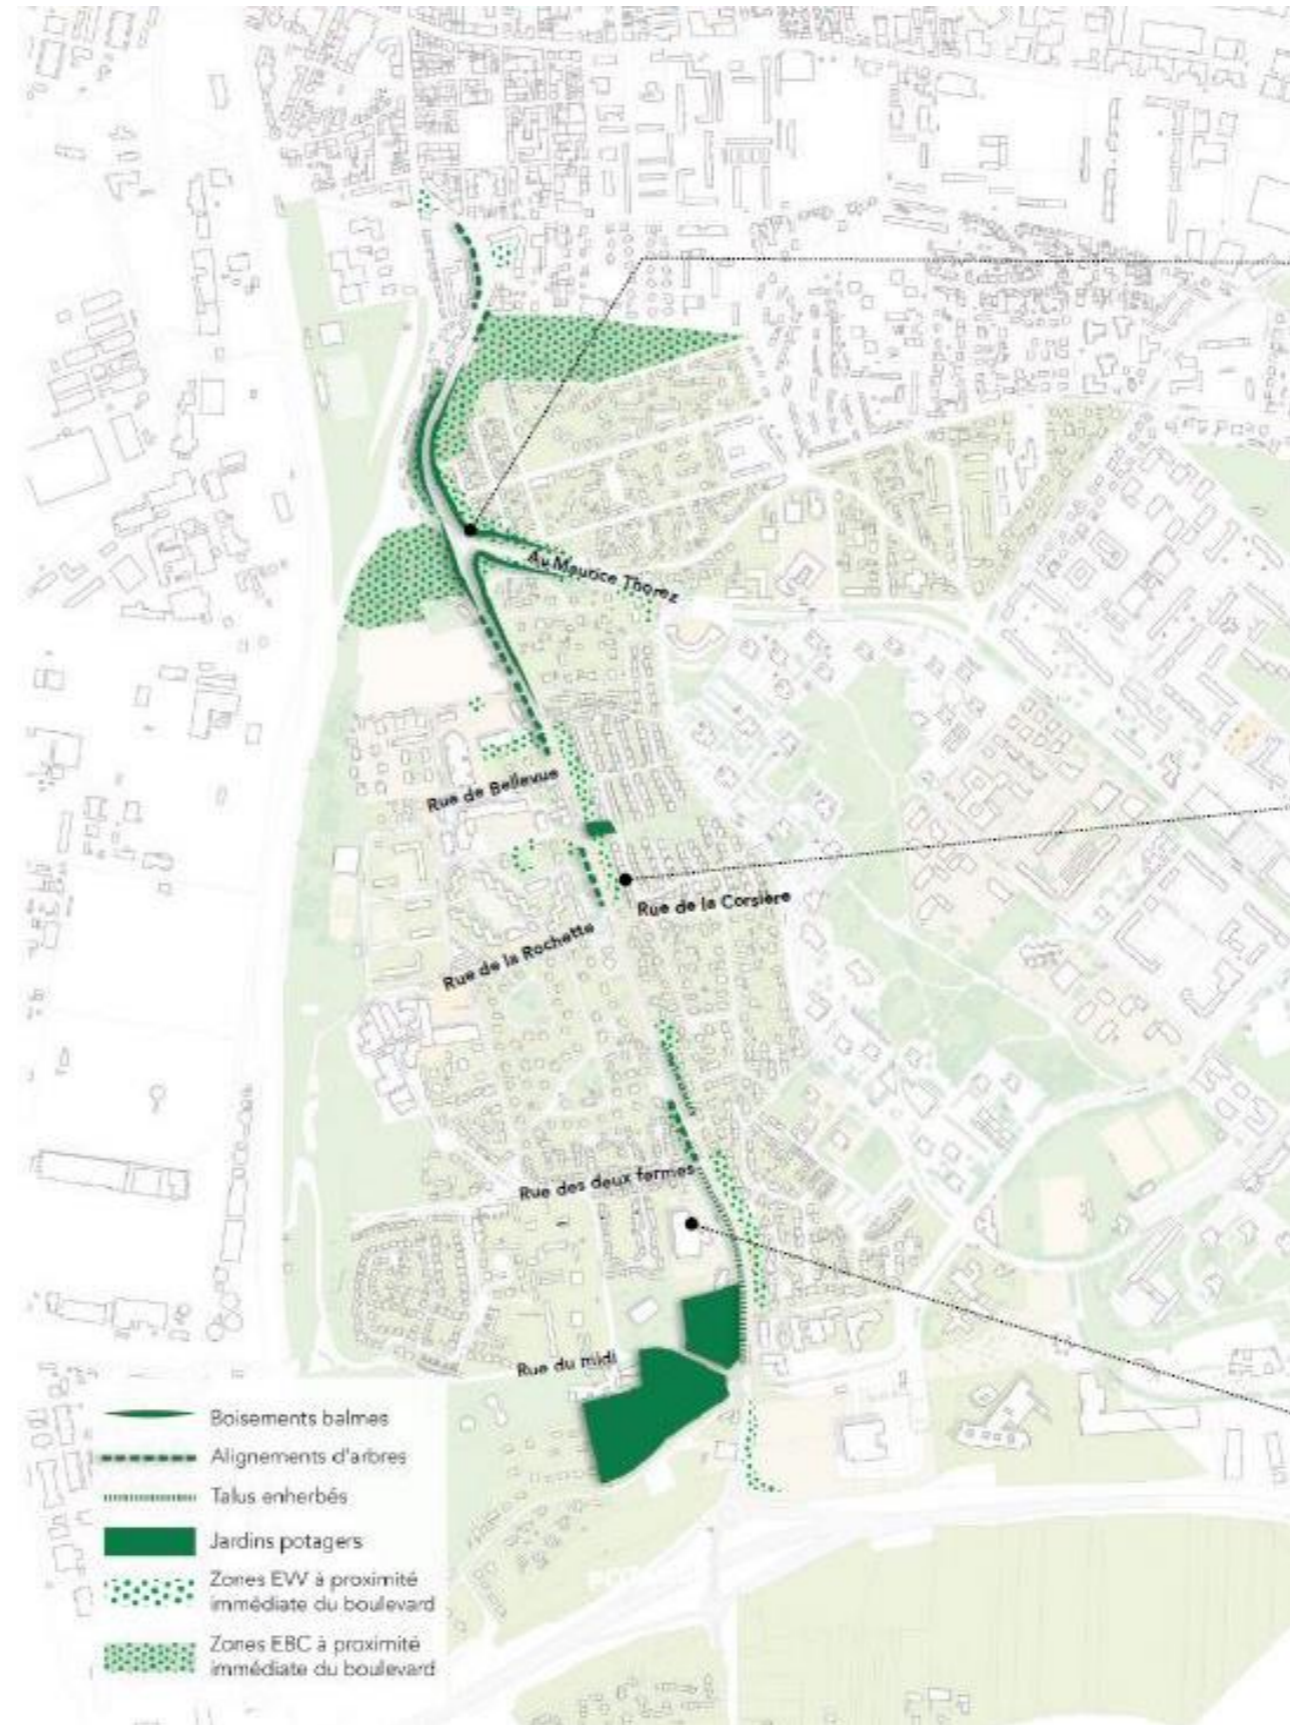 Au Maurice Thorez
Rue de Bellevue
Rue de la Corsière
Rue de la Rochette
Rue des deux fermes
Rue du midi
Boisements balmes
Alignements d'arbres
Talus enherbés
Jardins potagers
Zones EVV à proximité
immédiate du boulevard
Zones EBC à proximité
immédiate du boulevard